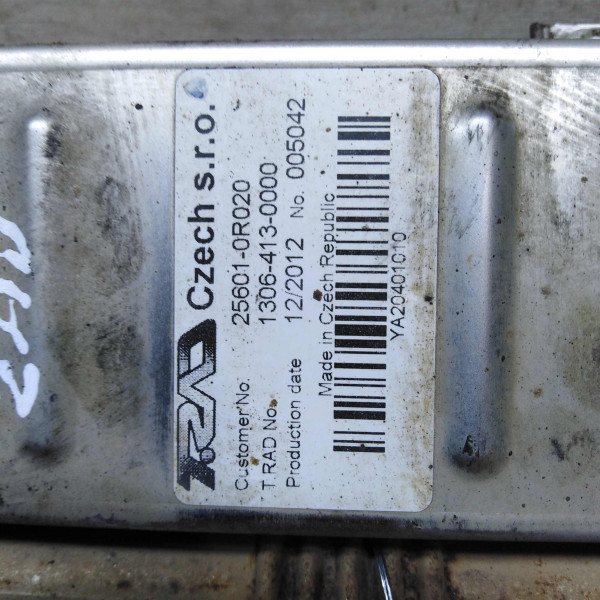 T.RAD Czech s.r.o.
Customer No. 25601-0R020
T.RAD No. 1306-413-0000
Production date 12/2012 No. 005042
Made in Czech Republic
YA20401010